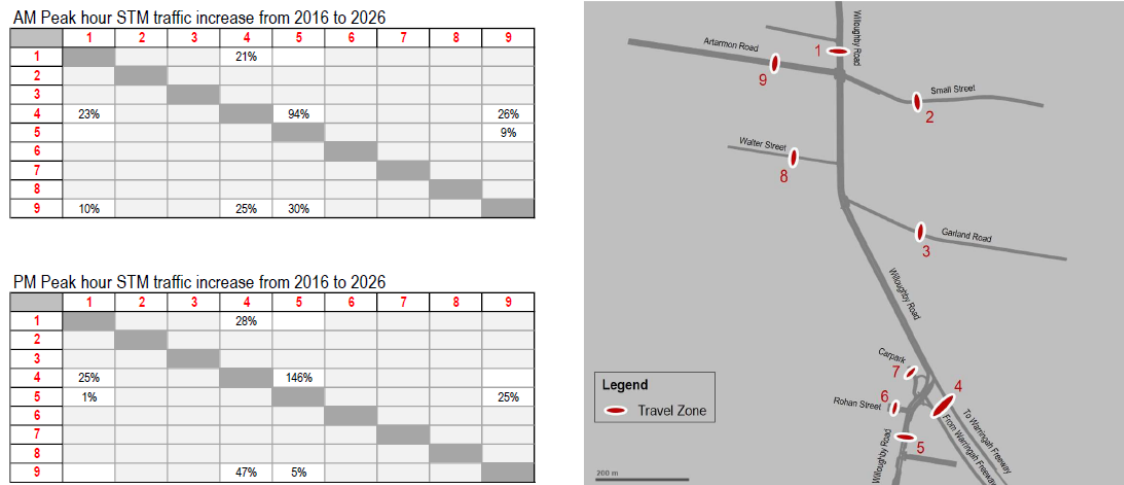 AM Peak hour STM traffic increase from 2016 to 2026
1 2 3 4 5 6 7 8 9
1 21%
2
3
4 23% 94% 26%
5 9%
6
7
8
9 10% 25% 30%
PM Peak hour STM traffic increase from 2016 to 2026
1 2 3 4 5 6 7 8 9
1 28%
2
3
4 25% 146%
5 1% 25%
6
7
8
9 47% 5%
Willoughby Road
1
Artarmon Road
9
Small Street
2
Walter Street
8
Garland Road
3
Willoughby Road
Carpark
7
4
6
Rohan Street
To Warringah Freeway
From Warringah Freeway
5
Willoughby Road
Legend
Travel Zone
200 m